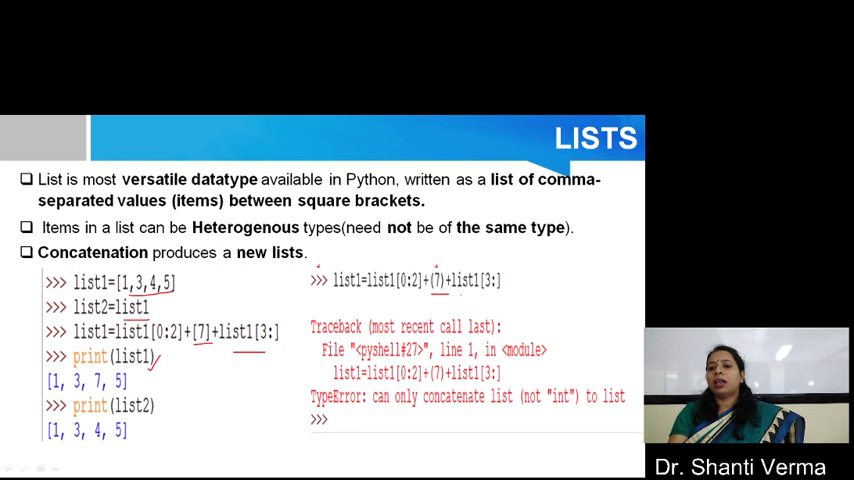 LISTS
❑ List is most versatile datatype available in Python, written as a list of comma-
separated values (items) between square brackets.
❑ Items in a list can be Heterogenous types(need not be of the same type).
❑ Concatenation produces a new lists.
>>> list1=[1,3,4,5]
>>> list2=list1
>>> list1=list1[0:2]+[7]+list1[3:]
>>> print(list1)
[1, 3, 7, 5]
>>> print(list2)
[1, 3, 4, 5]
>>> list1=list1[0:2]+(7)+list1[3:]
Traceback (most recent call last):
File "<pyshell#27>", line 1, in <module>
list1=list1[0:2]+(7)+list1[3:]
TypeError: can only concatenate list (not "int") to list
>>>
Dr. Shanti Verma